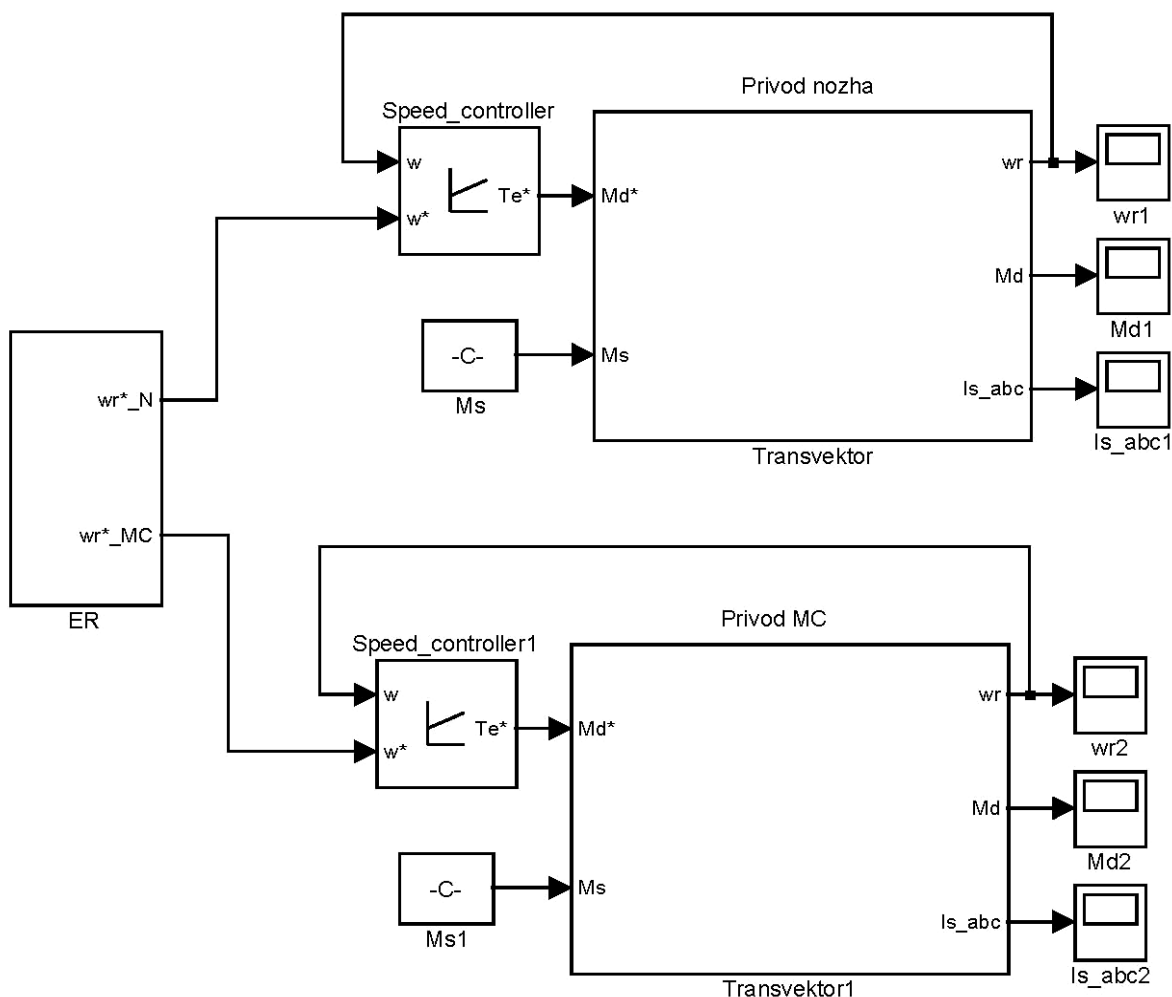 Privod nozha
Speed_controller
w
w*
Te*
Md*
Ms
wr
Md
Is_abc
wr1
Md1
Is_abc1
-C-
Ms
Transvektor
wr*_N
wr*_MC
ER
Privod MC
Speed_controller1
w
w*
Te*
Md*
Ms
wr
Md
Is_abc
wr2
Md2
Is_abc2
-C-
Ms1
Transvektor1